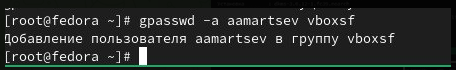 [root@fedora ~]# gpasswd -a aamartsev vboxsf
Добавление пользователя aamartsev в группу vboxsf
[root@fedora ~]#